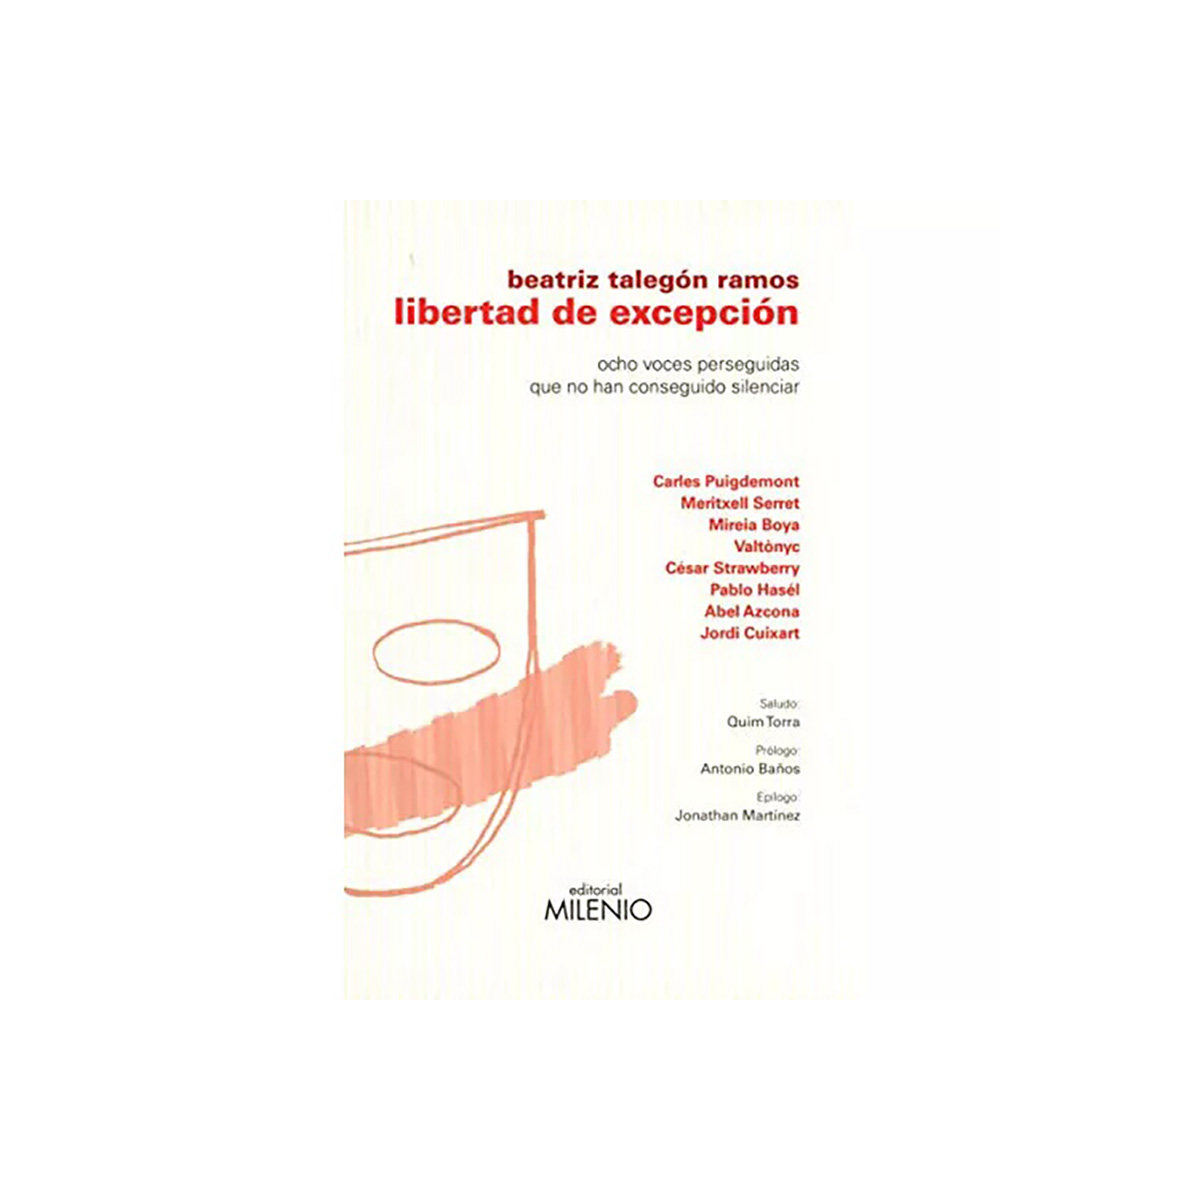 beatriz talegón ramos
libertad de excepción
ocho voces perseguidas
que no han conseguido silenciar
Carles Puigdemont
Meritxell Serret
Mireia Boya
Valtònyc
César Strawberry
Pablo Hasél
Abel Azcona
Jordi Cuixart
Saludo:
Quim Torra
Prólogo:
Antonio Baños
Epílogo:
Jonathan Martínez
editorial
MILENIO